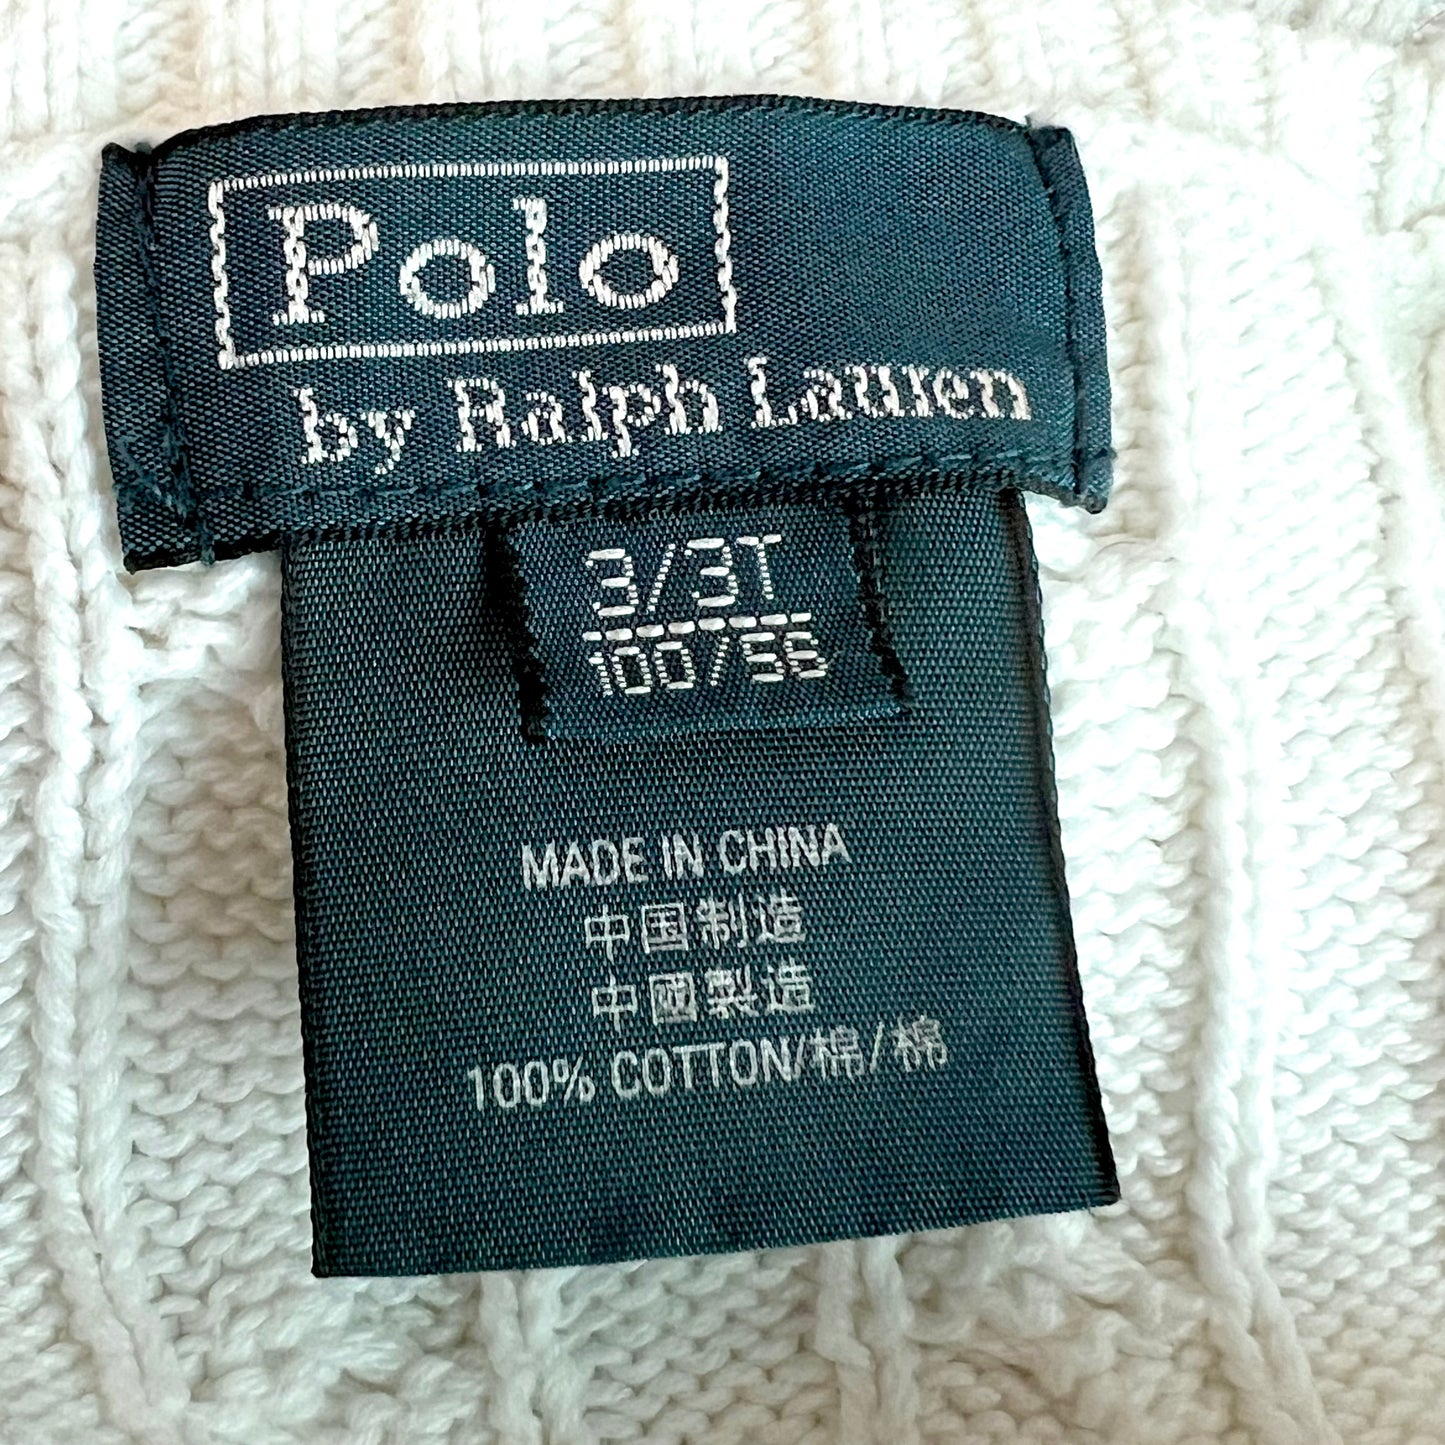 Polo
by Ralph Lauren
3/3T
100/56
MADE IN CHINA
中国制造
中國製造
100% COTTON/棉/棉